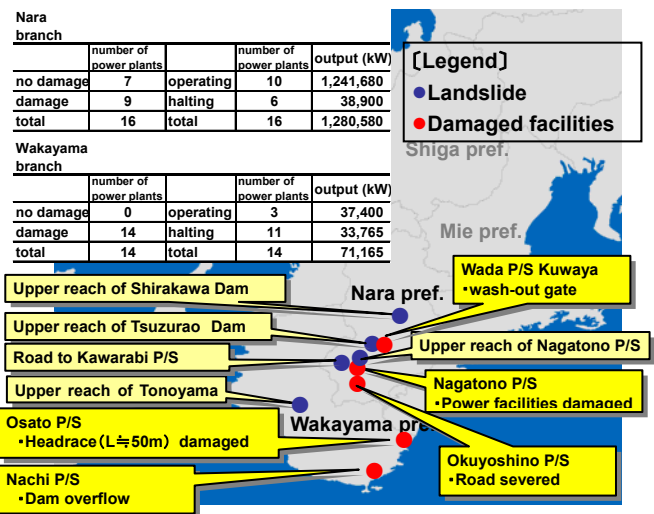 Nara
branch
number of power plants number of power plants output (kW)
no damage 7 operating 10 1,241,680
damage 9 halting 6 38,900
total 16 total 16 1,280,580
Wakayama
branch
number of power plants number of power plants output (kW)
no damage 0 operating 3 37,400
damage 14 halting 11 33,765
total 14 total 14 71,165
〔Legend〕
●Landslide
●Damaged facilities
Shiga pref.
Mie pref.
Nara pref.
Wakayama pref.
Upper reach of Shirakawa Dam
Upper reach of Tsuzurao Dam
Road to Kawarabi P/S
Upper reach of Tonoyama
Osato P/S
・Headrace(L≒50m) damaged
Nachi P/S
・Dam overflow
Wada P/S Kuwaya
・wash-out gate
Upper reach of Nagatono P/S
Nagatono P/S
・Power facilities damaged
Okuyoshino P/S
・Road severed